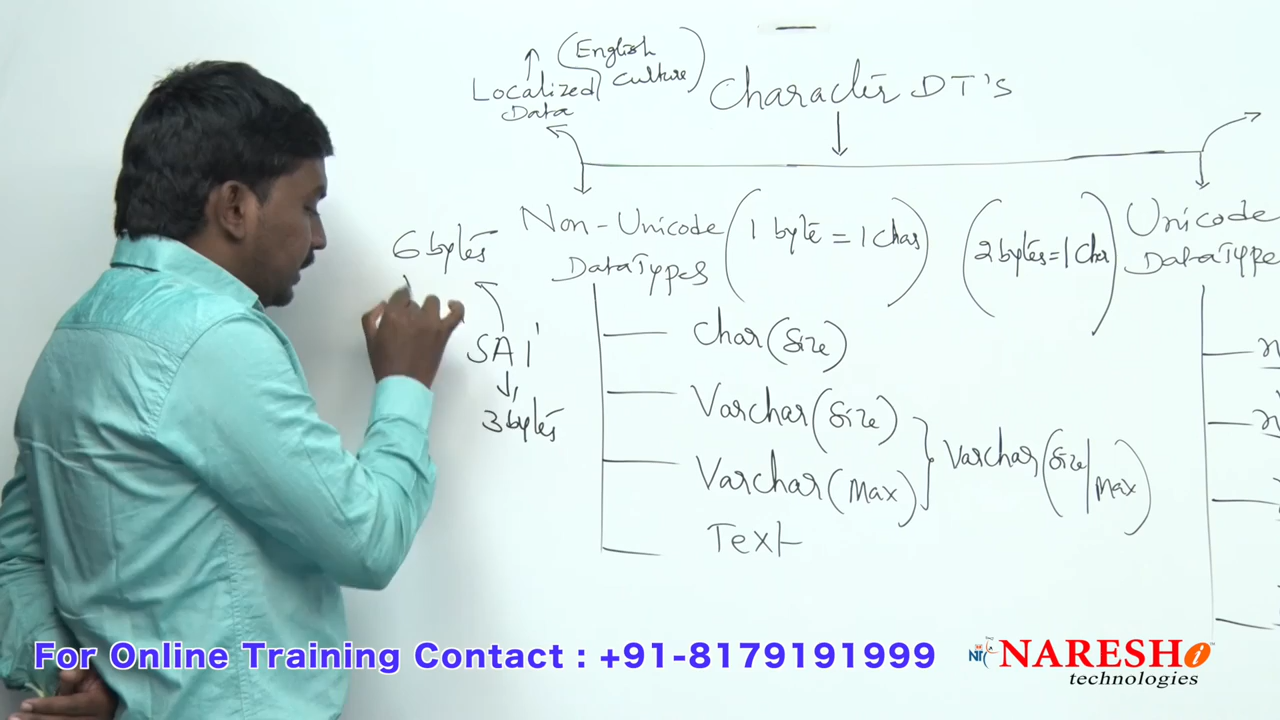 (English
Culture)
Localized
Data
Character DT's
Non-Unicode
DataTypes
(1 byte = 1 char)
(2 bytes = 1 Char)
Unicode
DataType
6 bytes
SAi
3 bytes
Char(Size)
Varchar(Size)
Varchar(Max)
Varchar(Size/Max)
Text
n
n
For Online Training Contact : +91-8179191999
NARESH i
technologies